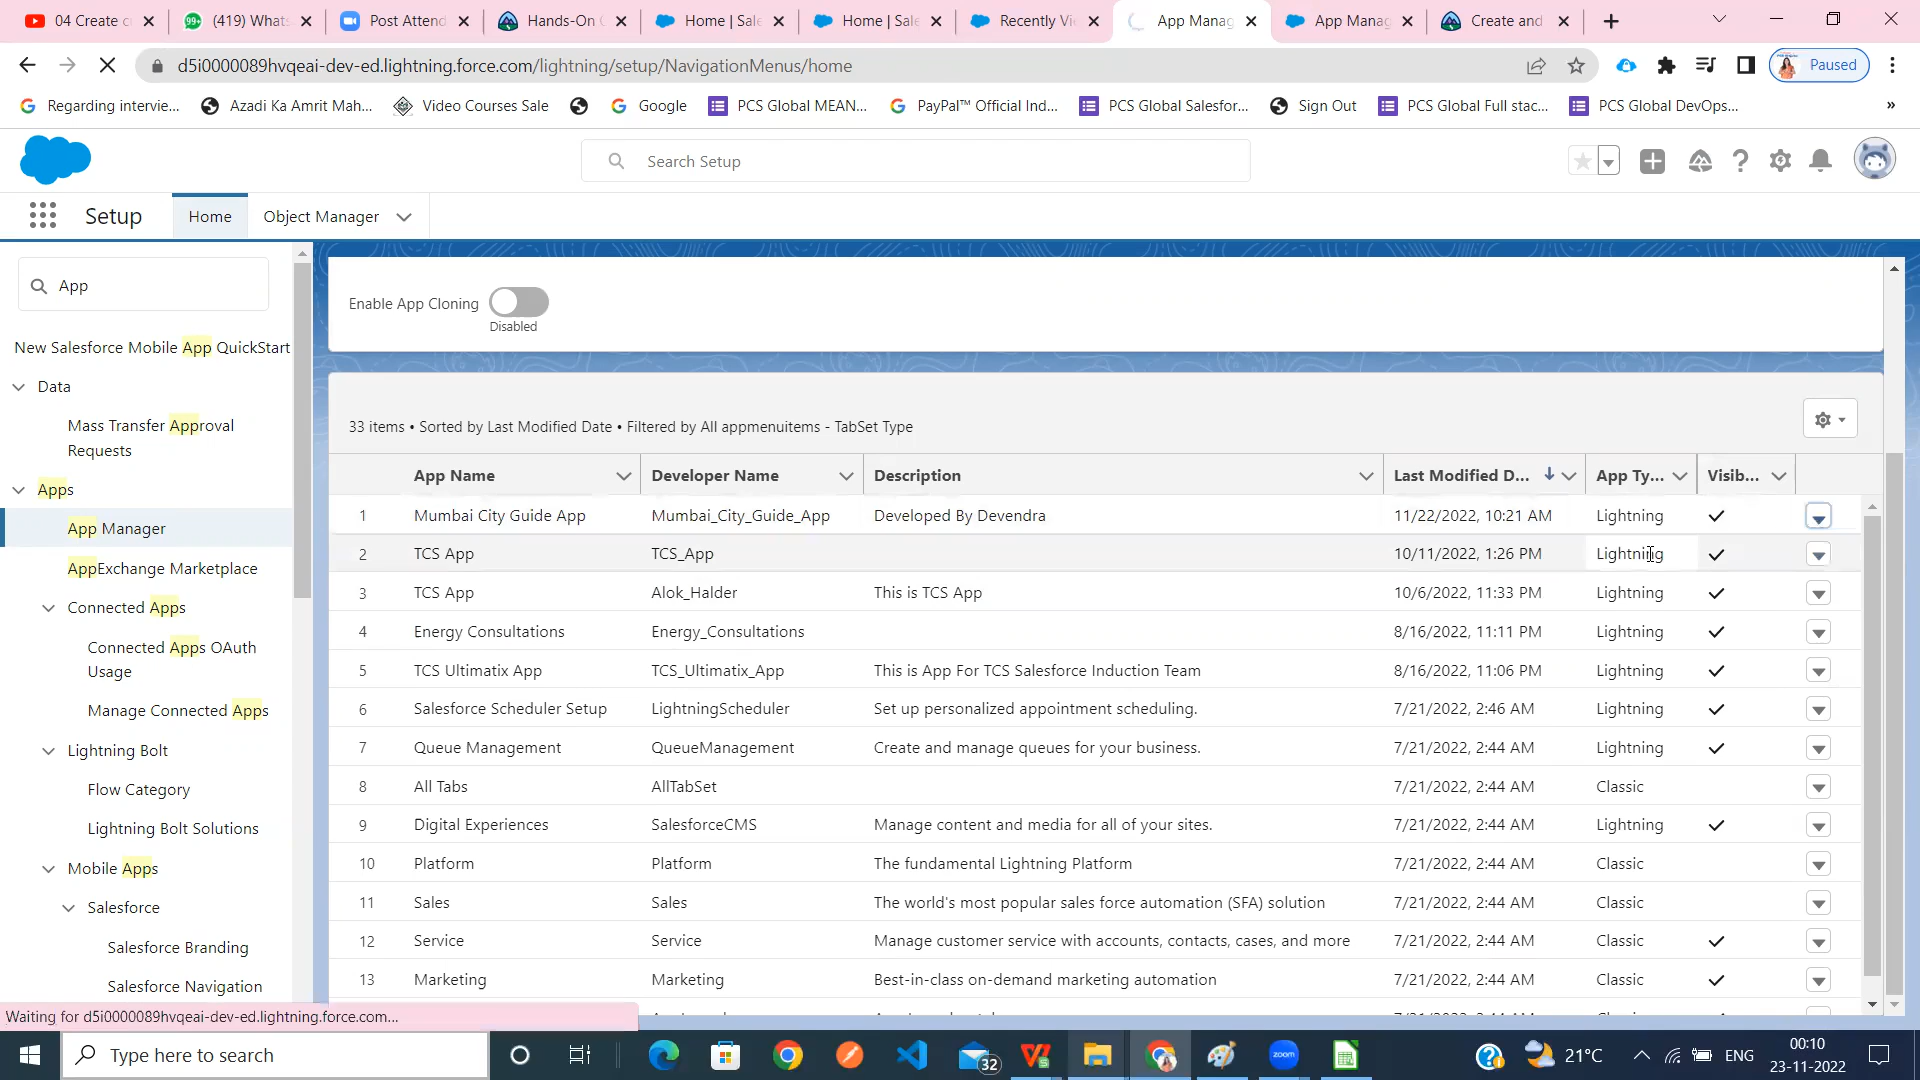 04 Create c
(419) Whats
Post Attend
Hands-On C
Home | Sale
Home | Sale
Recently Vie
App Manag
App Manag
Create and
d5i0000089hvqeai-dev-ed.lightning.force.com/lightning/setup/NavigationMenus/home
Paused
Regarding intervie...
Azadi Ka Amrit Mah...
Video Courses Sale
Google
PCS Global MEAN...
PayPal™ Official Ind...
PCS Global Salesfor...
Sign Out
PCS Global Full stac...
PCS Global DevOps...
»
Search Setup
Setup
Home
Object Manager
App
New Salesforce Mobile App QuickStart
Data
Mass Transfer Approval
Requests
Apps
App Manager
AppExchange Marketplace
Connected Apps
Connected Apps OAuth
Usage
Manage Connected Apps
Lightning Bolt
Flow Category
Lightning Bolt Solutions
Mobile Apps
Salesforce
Salesforce Branding
Salesforce Navigation
Enable App Cloning
Disabled
33 items • Sorted by Last Modified Date • Filtered by All appmenuitems - TabSet Type
App Name Developer Name Description Last Modified D... App Ty... Visib...
1 Mumbai City Guide App Mumbai_City_Guide_App Developed By Devendra 11/22/2022, 10:21 AM Lightning
2 TCS App TCS_App 10/11/2022, 1:26 PM Lightning
3 TCS App Alok_Halder This is TCS App 10/6/2022, 11:33 PM Lightning
4 Energy Consultations Energy_Consultations 8/16/2022, 11:11 PM Lightning
5 TCS Ultimatix App TCS_Ultimatix_App This is App For TCS Salesforce Induction Team 8/16/2022, 11:06 PM Lightning
6 Salesforce Scheduler Setup LightningScheduler Set up personalized appointment scheduling. 7/21/2022, 2:46 AM Lightning
7 Queue Management QueueManagement Create and manage queues for your business. 7/21/2022, 2:44 AM Lightning
8 All Tabs AllTabSet 7/21/2022, 2:44 AM Classic
9 Digital Experiences SalesforceCMS Manage content and media for all of your sites. 7/21/2022, 2:44 AM Lightning
10 Platform Platform The fundamental Lightning Platform 7/21/2022, 2:44 AM Classic
11 Sales Sales The world's most popular sales force automation (SFA) solution 7/21/2022, 2:44 AM Classic
12 Service Service Manage customer service with accounts, contacts, cases, and more 7/21/2022, 2:44 AM Classic
13 Marketing Marketing Best-in-class on-demand marketing automation 7/21/2022, 2:44 AM Classic
Waiting for d5i0000089hvqeai-dev-ed.lightning.force.com...
Type here to search
32
zoom
21°C
ENG
00:10
23-11-2022